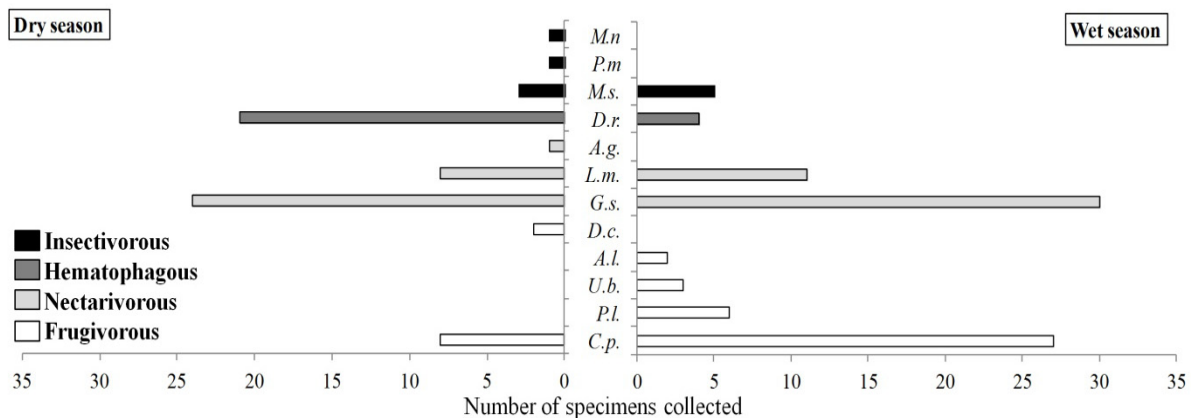 Dry season
Wet season
M.n
P.m
M.s.
D.r.
A.g.
L.m.
G.s.
D.c.
A.l.
U.b.
P.l.
C.p.
Insectivorous
Hematophagous
Nectarivorous
Frugivorous
35 30 25 20 15 10 5 0
0 5 10 15 20 25 30 35
Number of specimens collected